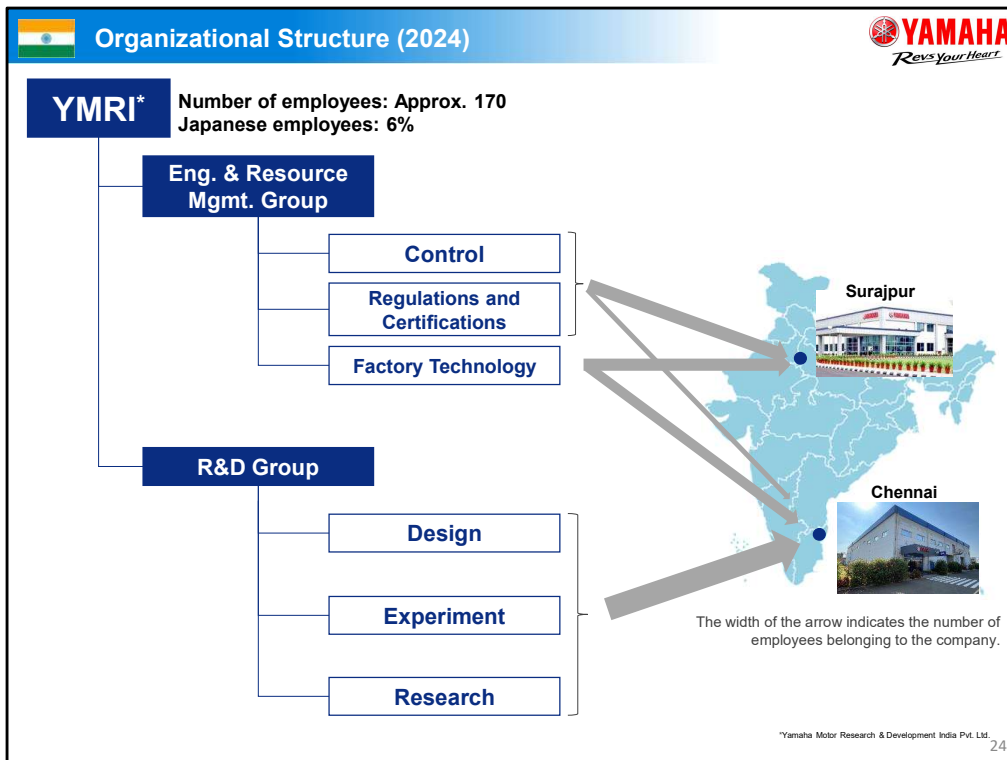 Organizational Structure (2024)
YAMAHA
Revs Your Heart
YMRI*
Number of employees: Approx. 170
Japanese employees: 6%
Eng. & Resource
Mgmt. Group
Control
Regulations and
Certifications
Factory Technology
R&D Group
Design
Experiment
Research
Surajpur
Chennai
The width of the arrow indicates the number of
employees belonging to the company.
*Yamaha Motor Research & Development India Pvt. Ltd.
24